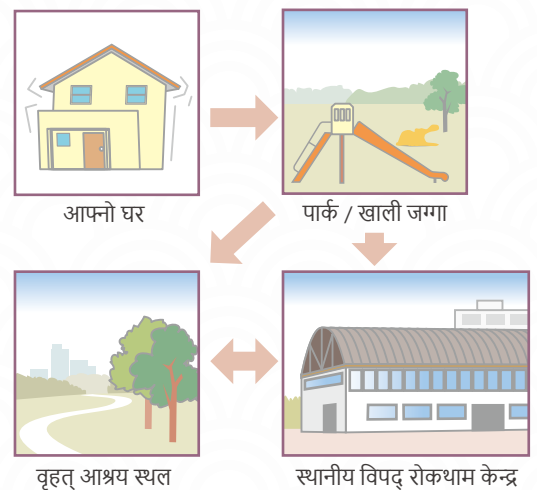 आफ्नो घर
पार्क / खाली जग्गा
वृहत् आश्रय स्थल
स्थानीय विपद् रोकथाम केन्द्र